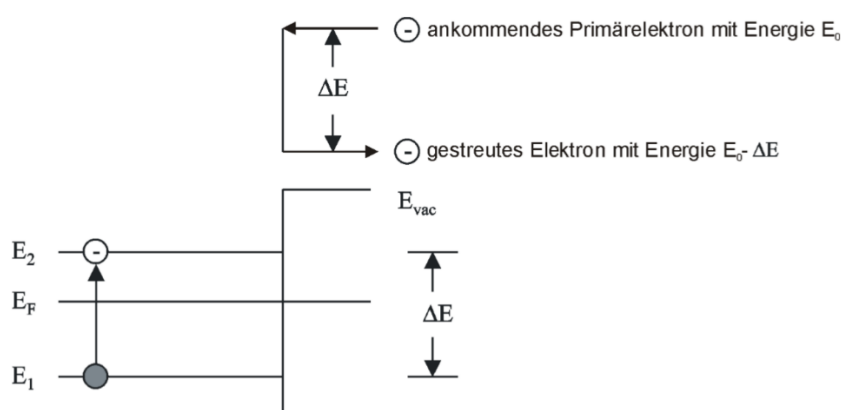 - ankommendes Primärelektron mit Energie E₀
ΔE
- gestreutes Elektron mit Energie E₀- ΔE
E_vac
E₂ -
E_F
ΔE
E₁